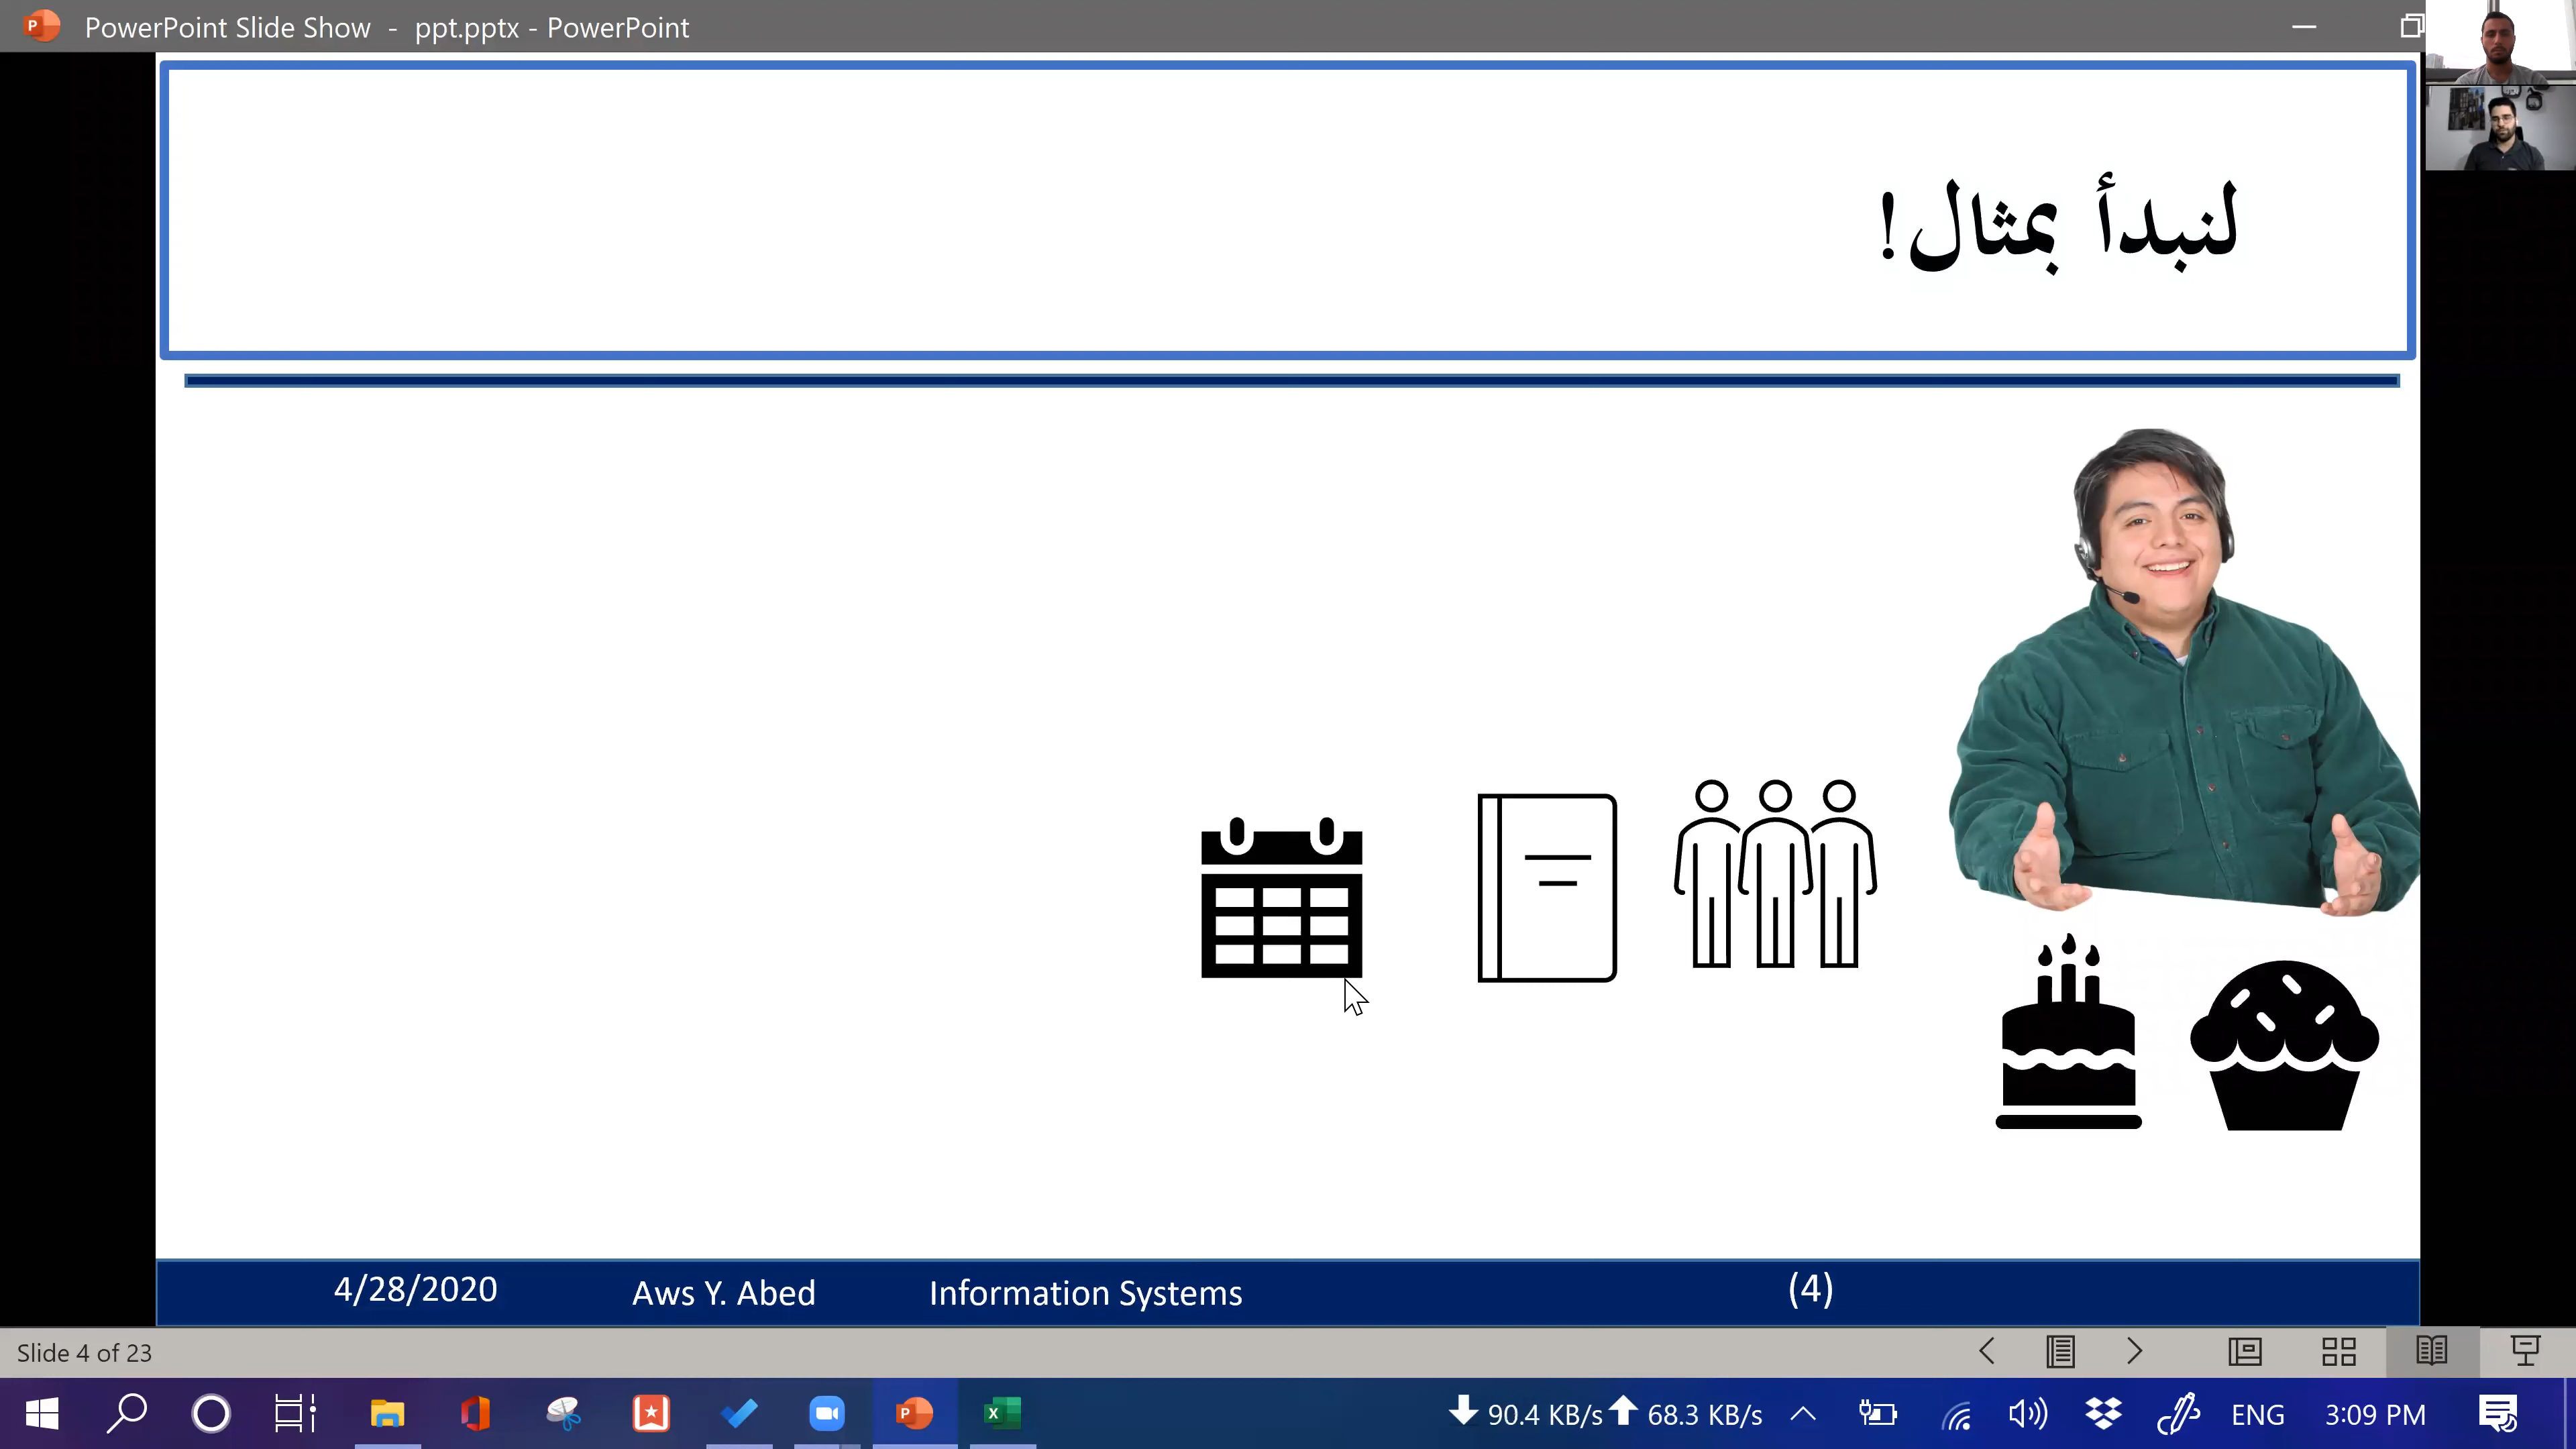 PowerPoint Slide Show - ppt.pptx - PowerPoint
لنبدأ بمثال!
4/28/2020 Aws Y. Abed Information Systems (4)
Slide 4 of 23
90.4 KB/s 68.3 KB/s ENG 3:09 PM